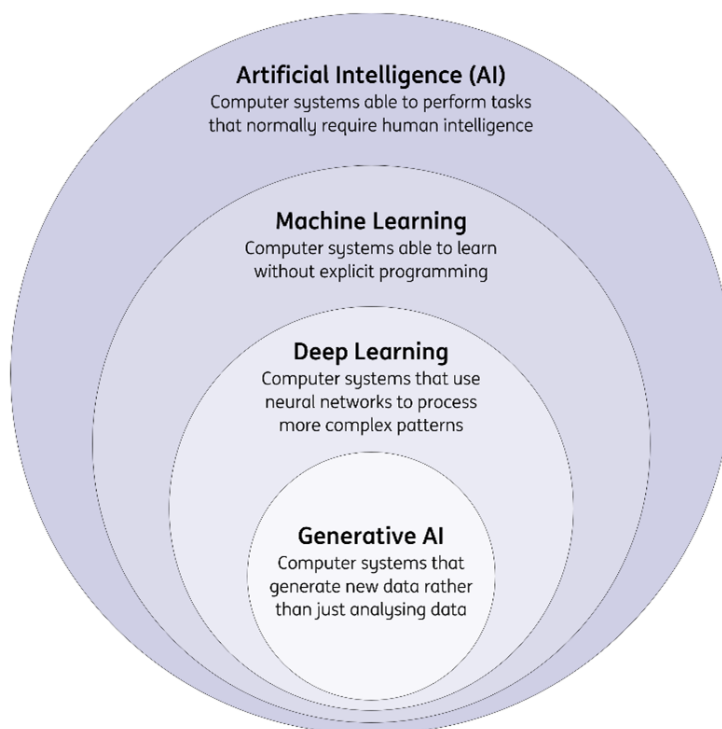 Artificial Intelligence (AI)
Computer systems able to perform tasks
that normally require human intelligence
Machine Learning
Computer systems able to learn
without explicit programming
Deep Learning
Computer systems that use
neural networks to process
more complex patterns
Generative AI
Computer systems that
generate new data rather
than just analysing data